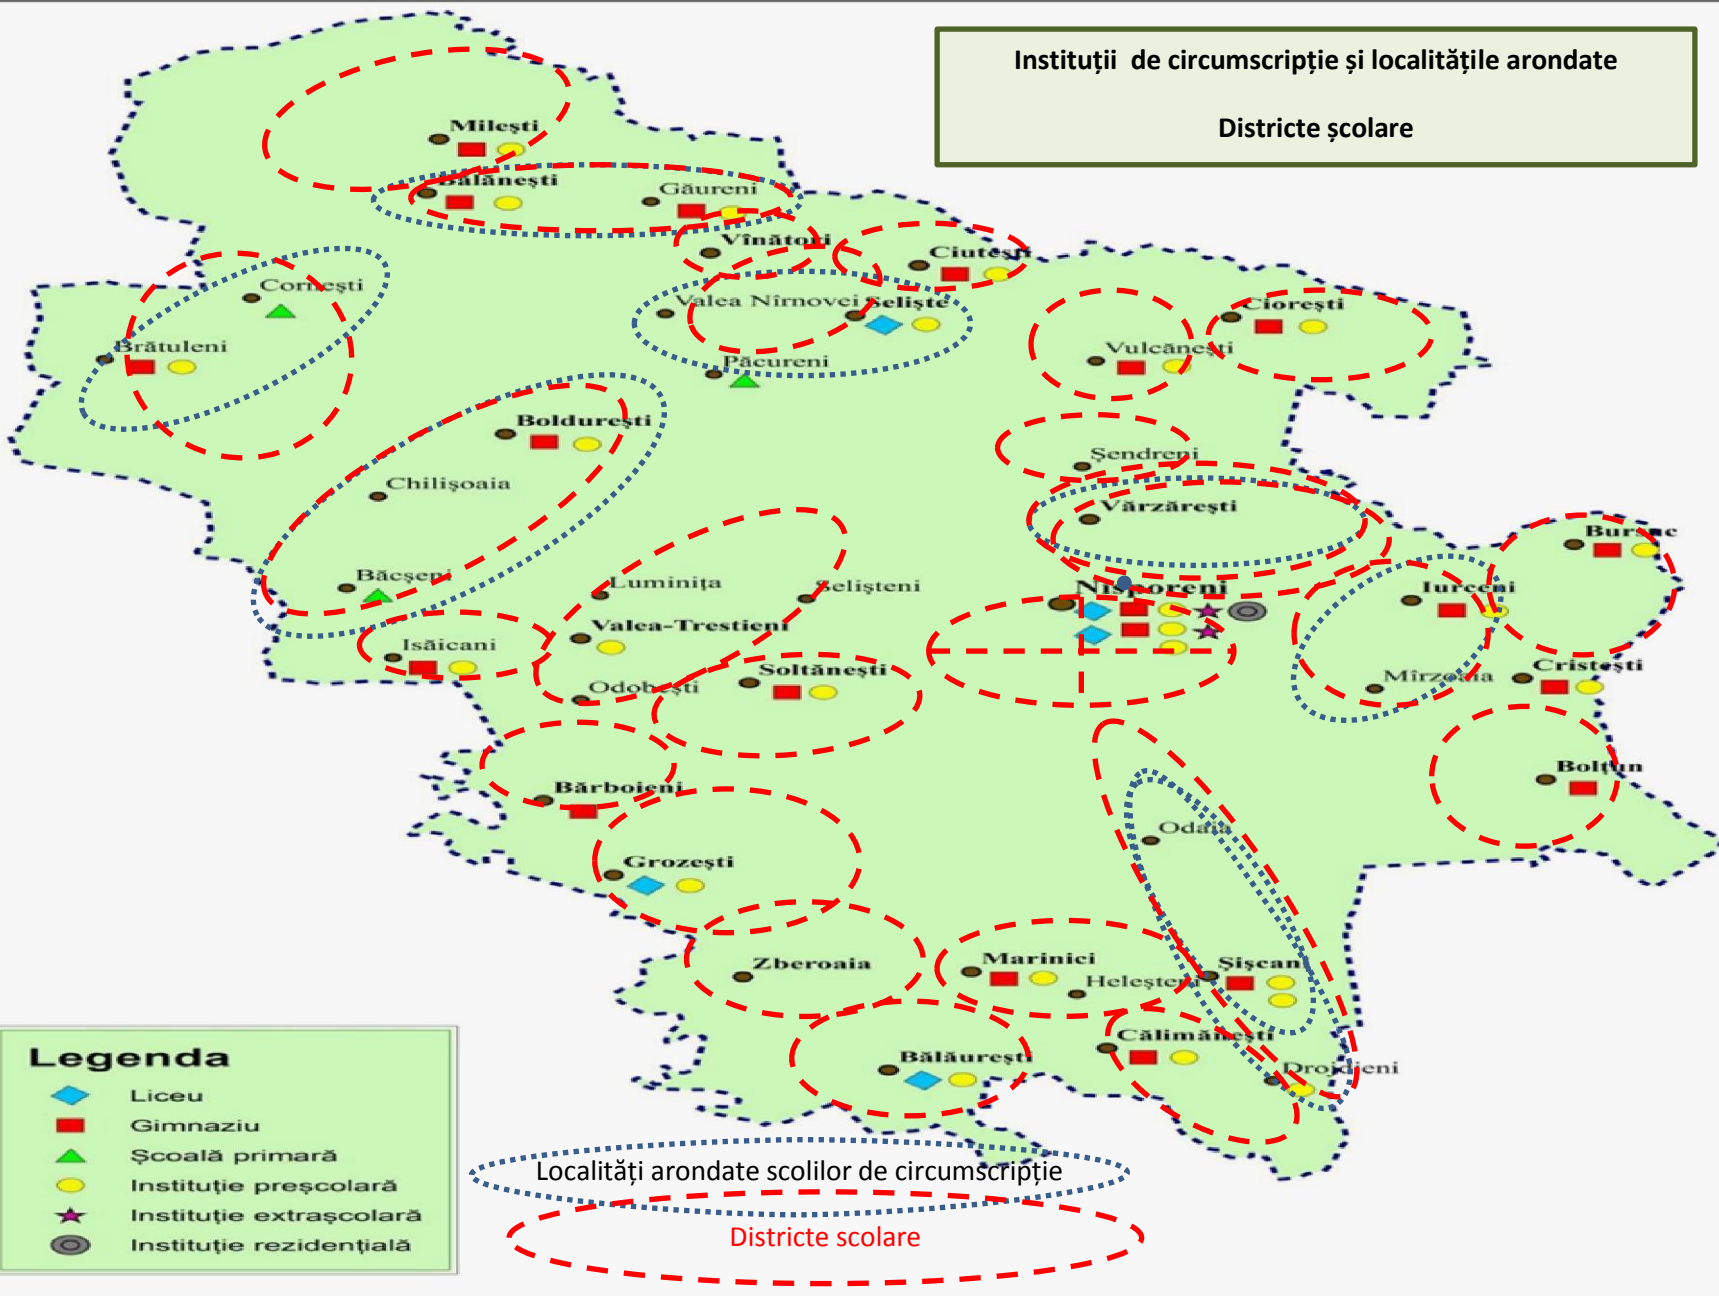 Instituții de circumscripție și localitățile arondate
Districte școlare
Milești
Bălănești
Găureni
Vînători
Ciutești
Cornești
Valea Nîrnovei
Seliște
Ciorești
Brătuleni
Păcureni
Vulcănești
Boldurești
Șendreni
Chilișoaia
Vărzărești
Bursuc
Băcșeni
Luminița
Selișteni
Nisporeni
Iurceni
Valea-Trestieni
Isăicani
Soltănești
Cristești
Odobești
Mîrzoaia
Bolțun
Bărboieni
Odaia
Grozești
Zberoaia
Marinici
Șișcani
Heleșteni
Călimănești
Bălăurești
Drojdieni
Legenda
Liceu
Gimnaziu
Școală primară
Instituție preșcolară
Instituție extrașcolară
Instituție rezidențială
Localități arondate scolilor de circumscripție
Districte scolare